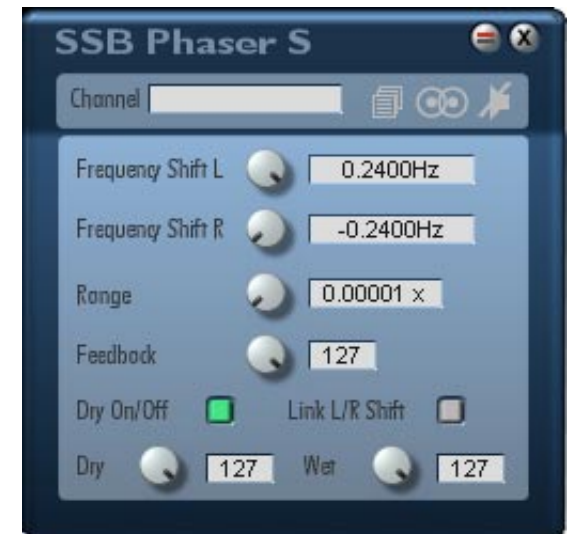 SSB Phaser S
Channel
Frequency Shift L 0.2400Hz
Frequency Shift R -0.2400Hz
Range 0.00001 x
Feedback 127
Dry On/Off Link L/R Shift
Dry 127 Wet 127